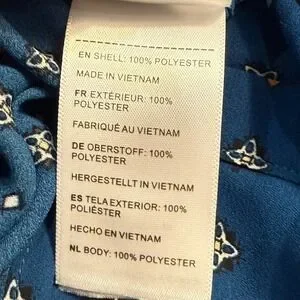 EN SHELL: 100% POLYESTER
MADE IN VIETNAM
FR EXTÉRIEUR: 100%
POLYESTER
FABRIQUÉ AU VIETNAM
DE OBERSTOFF: 100%
POLYESTER
HERGESTELLT IN VIETNAM
ES TELA EXTERIOR: 100%
POLIÉSTER
HECHO EN VIETNAM
NL BODY: 100% POLYESTER